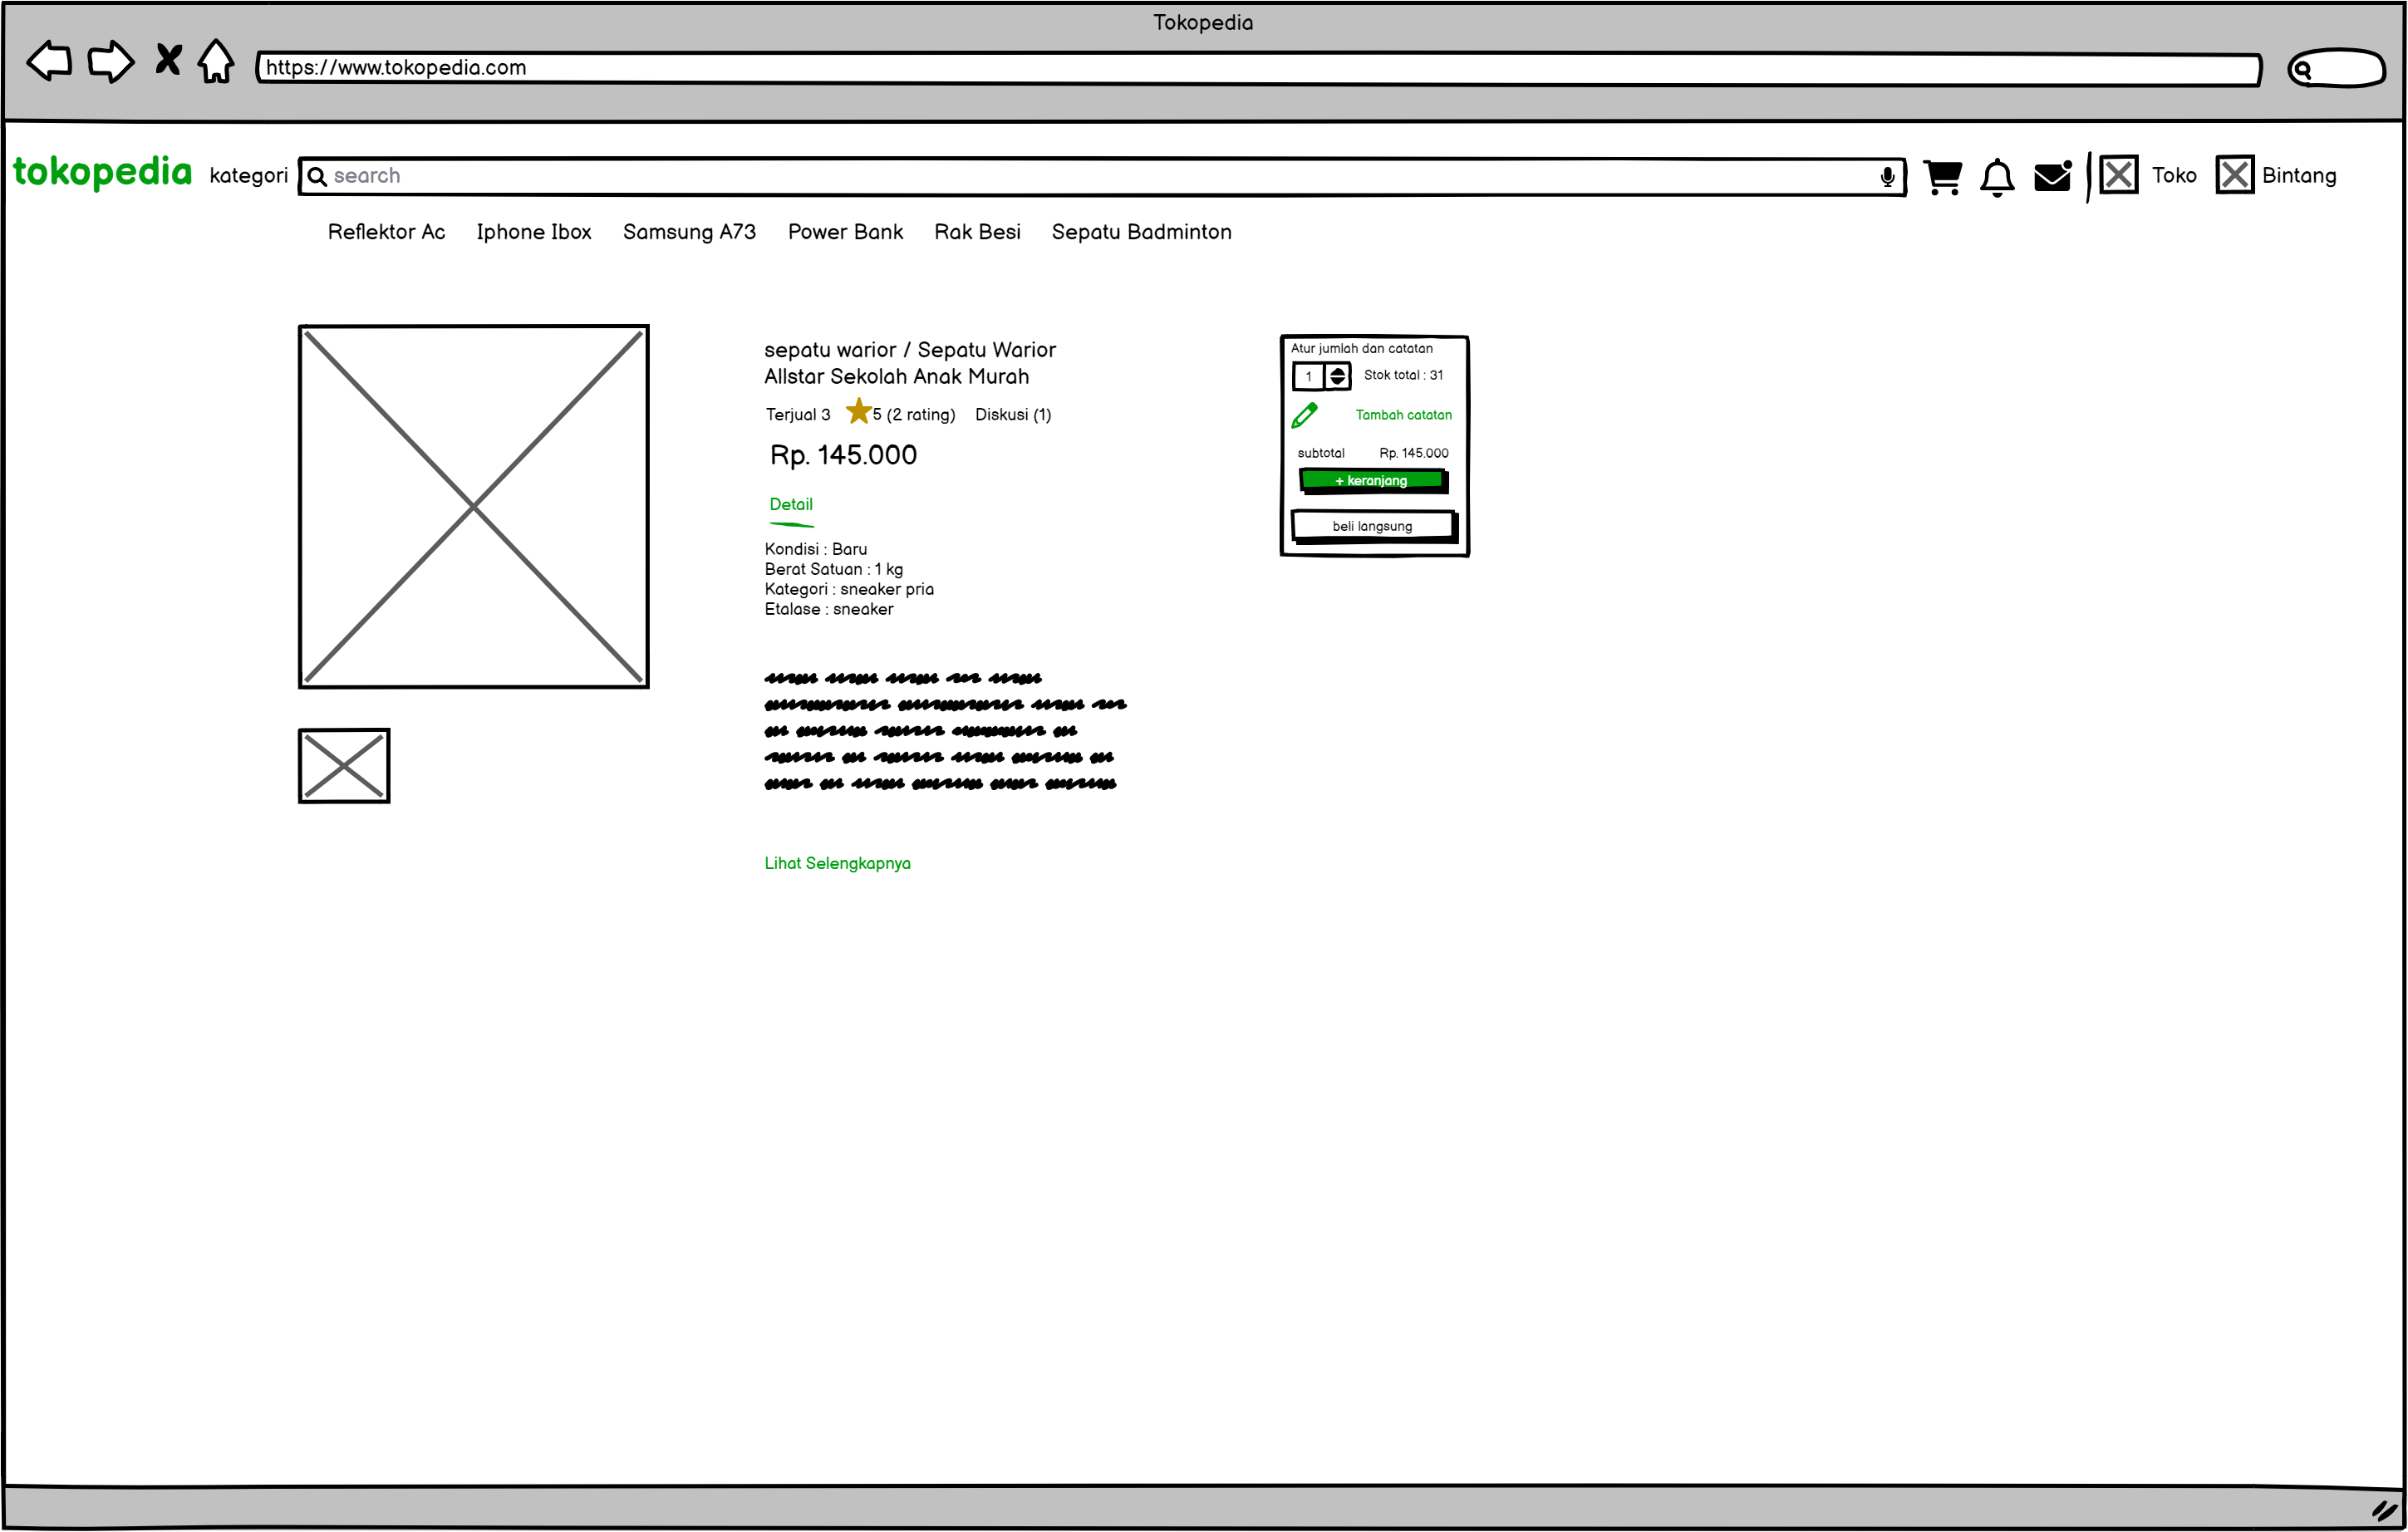 Tokopedia
https://www.tokopedia.com
tokopedia kategori search Toko Bintang
Reflektor Ac Iphone Ibox Samsung A73 Power Bank Rak Besi Sepatu Badminton
sepatu warior / Sepatu Warior
Allstar Sekolah Anak Murah
Terjual 3 5 (2 rating) Diskusi (1)
Rp. 145.000
Detail
Kondisi : Baru
Berat Satuan : 1 kg
Kategori : sneaker pria
Etalase : sneaker
Lihat Selengkapnya
Atur jumlah dan catatan
1 Stok total : 31
Tambah catatan
subtotal Rp. 145.000
+ keranjang
beli langsung